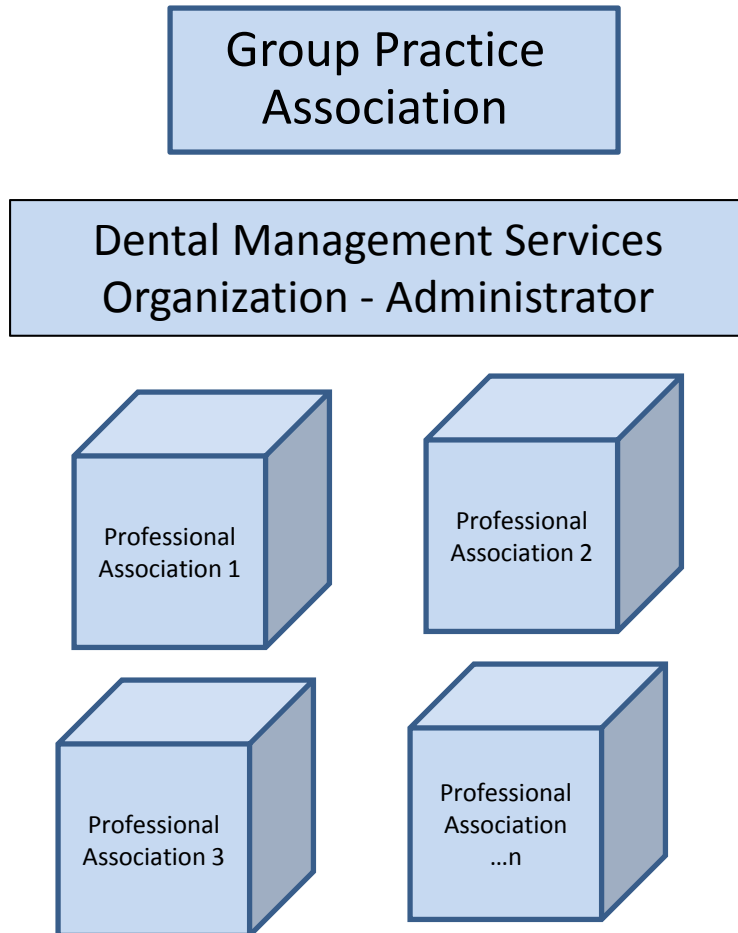 Group Practice
Association
Dental Management Services
Organization - Administrator
Professional
Association 1
Professional
Association 2
Professional
Association 3
Professional
Association
...n